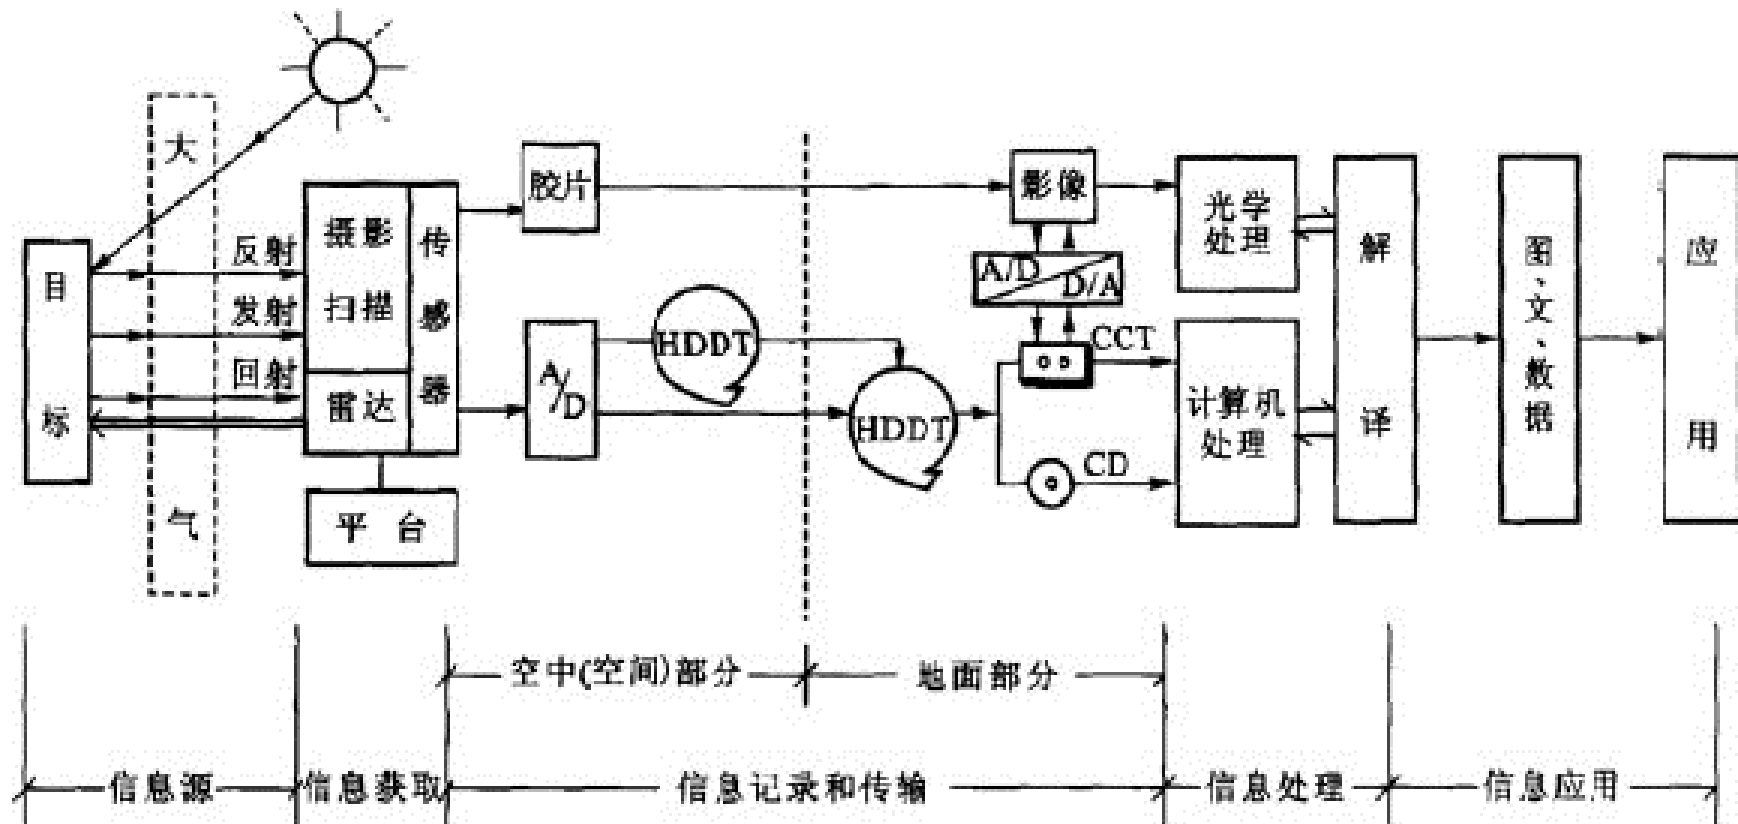 大气
目标
反射
发射
回射
摄影
扫描
雷达
传感器
平台
胶片
A/D
HDDT
HDDT
影像
A/D
D/A
CCT
CD
光学
处理
计算机
处理
解译
图、文、数据
应用
空中(空间)部分
地面部分
信息源
信息获取
信息记录和传输
信息处理
信息应用